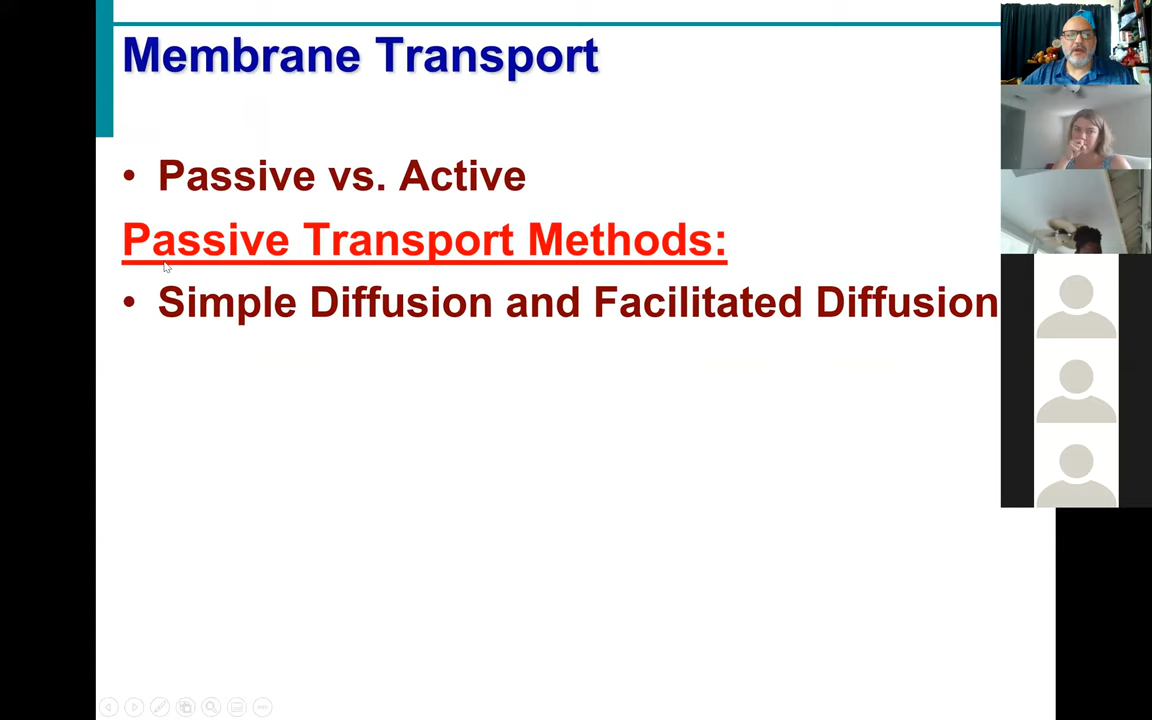 Membrane Transport
• Passive vs. Active
Passive Transport Methods:
• Simple Diffusion and Facilitated Diffusion